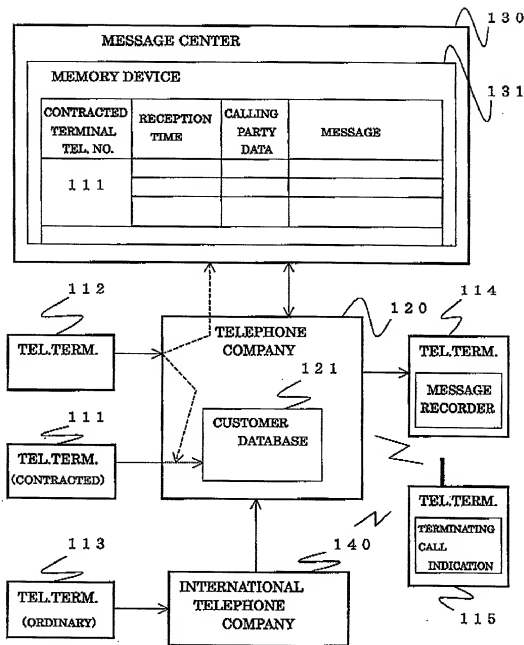 130
MESSAGE CENTER
131
MEMORY DEVICE
CONTRACTED
TERMINAL
TEL. NO.
RECEPTION
TIME
CALLING
PARTY
DATA
MESSAGE
111
112
TEL.TERM.
120
TELEPHONE
COMPANY
114
TEL.TERM.
MESSAGE
RECORDER
121
CUSTOMER
DATABASE
111
TEL.TERM.
(CONTRACTED)
TEL.TERM.
TERMINATING
CALL
INDICATION
115
113
TEL.TERM.
(ORDINARY)
140
INTERNATIONAL
TELEPHONE
COMPANY